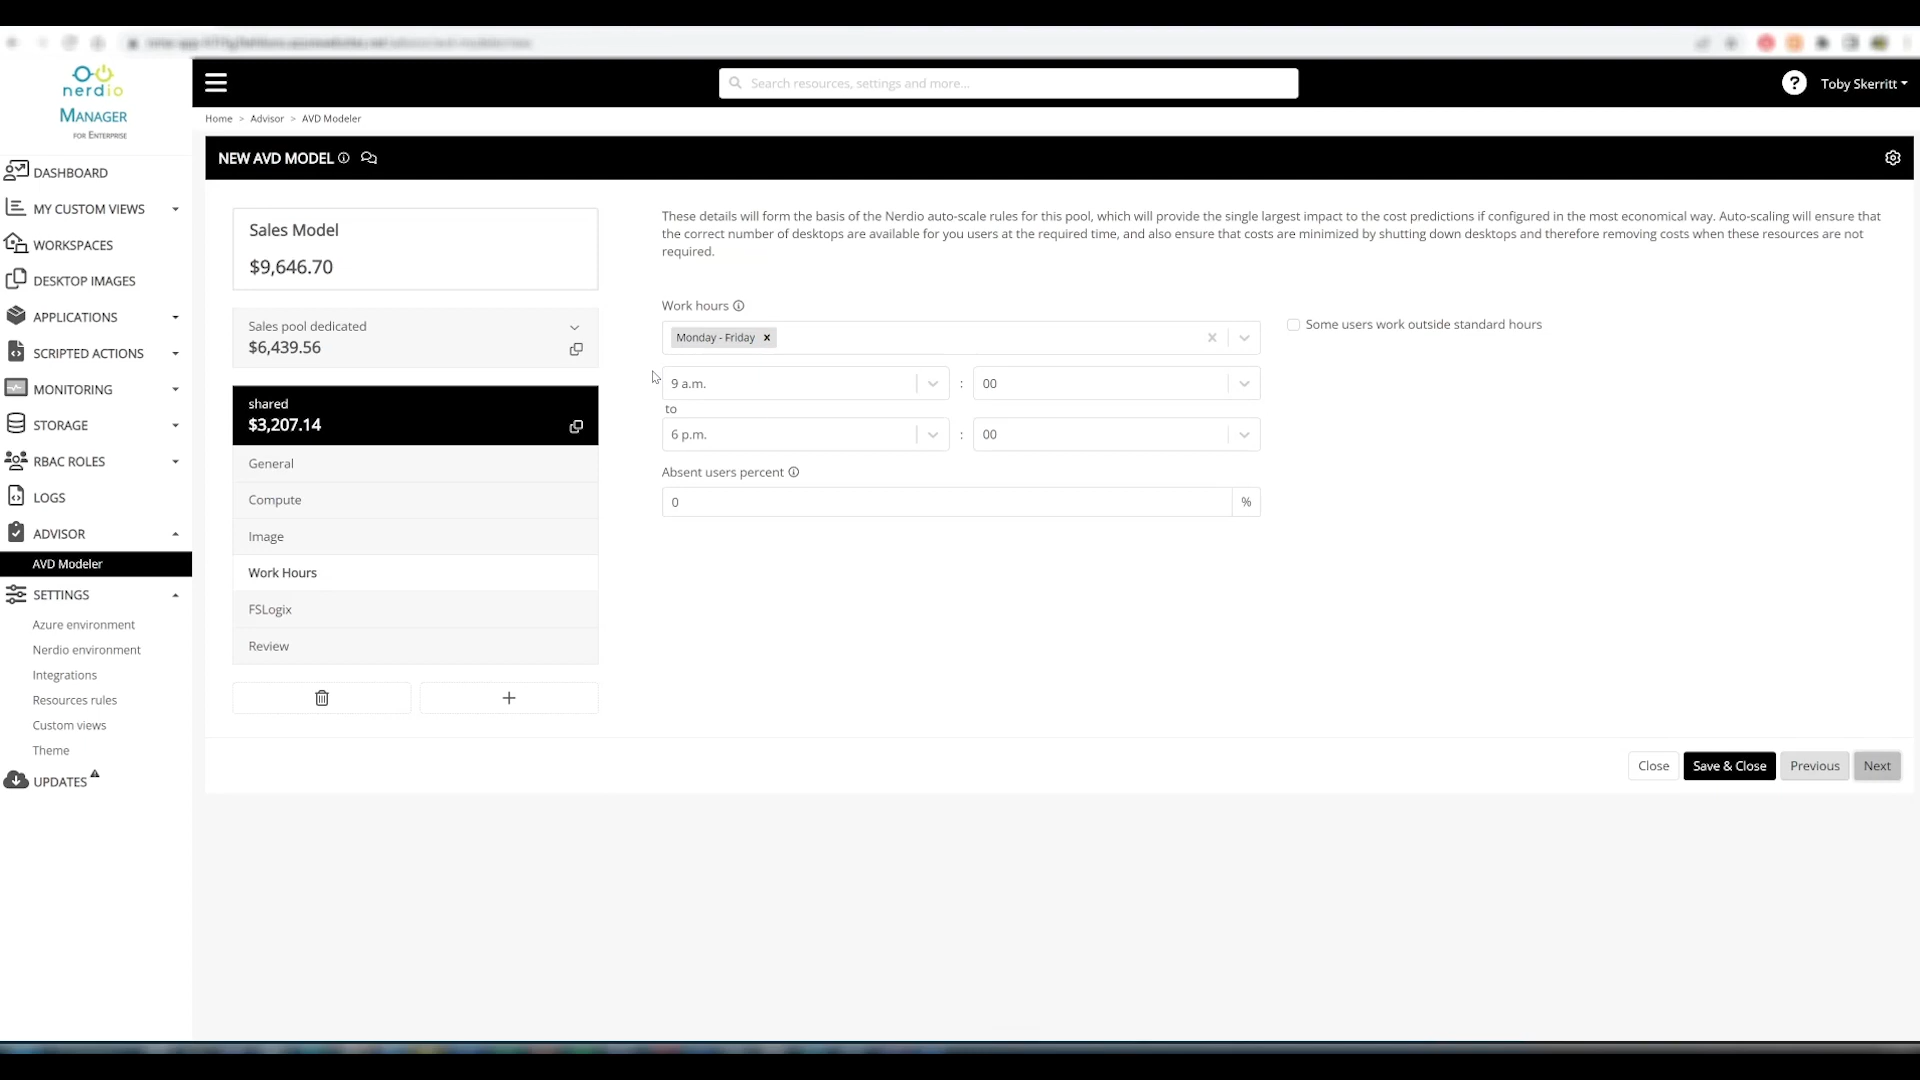 nerdio
MANAGER
FOR ENTERPRISE
Search resources, settings and more...
?
Toby Skerritt
Home > Advisor > AVD Modeler
NEW AVD MODEL
DASHBOARD
MY CUSTOM VIEWS
WORKSPACES
DESKTOP IMAGES
APPLICATIONS
SCRIPTED ACTIONS
MONITORING
STORAGE
RBAC ROLES
LOGS
ADVISOR
AVD Modeler
SETTINGS
Azure environment
Nerdio environment
Integrations
Resources rules
Custom views
Theme
UPDATES
Sales Model
$9,646.70
Sales pool dedicated
$6,439.56
shared
$3,207.14
General
Compute
Image
Work Hours
FSLogix
Review
These details will form the basis of the Nerdio auto-scale rules for this pool, which will provide the single largest impact to the cost predictions if configured in the most economical way. Auto-scaling will ensure that
the correct number of desktops are available for you users at the required time, and also ensure that costs are minimized by shutting down desktops and therefore removing costs when these resources are not
required.
Work hours
Monday - Friday
Some users work outside standard hours
9 a.m. : 00
to
6 p.m. : 00
Absent users percent
0 %
Close Save & Close Previous Next